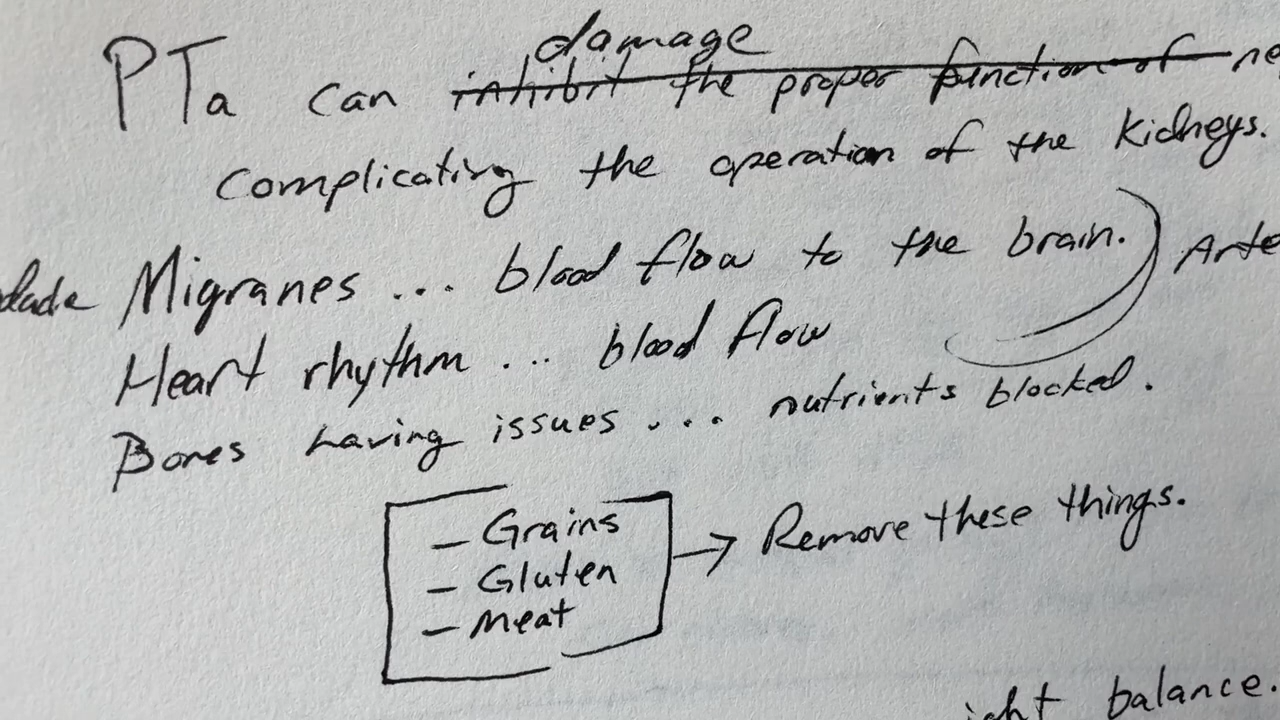 damage
PTa can inhibit the proper function of
complicating the operation of the kidneys.
Migranes ... blood flow to the brain.
Heart rhythm ... blood flow
Bones having issues ... nutrients blocked.
- Grains
- Gluten
- Meat
→ Remove these things.
balance.